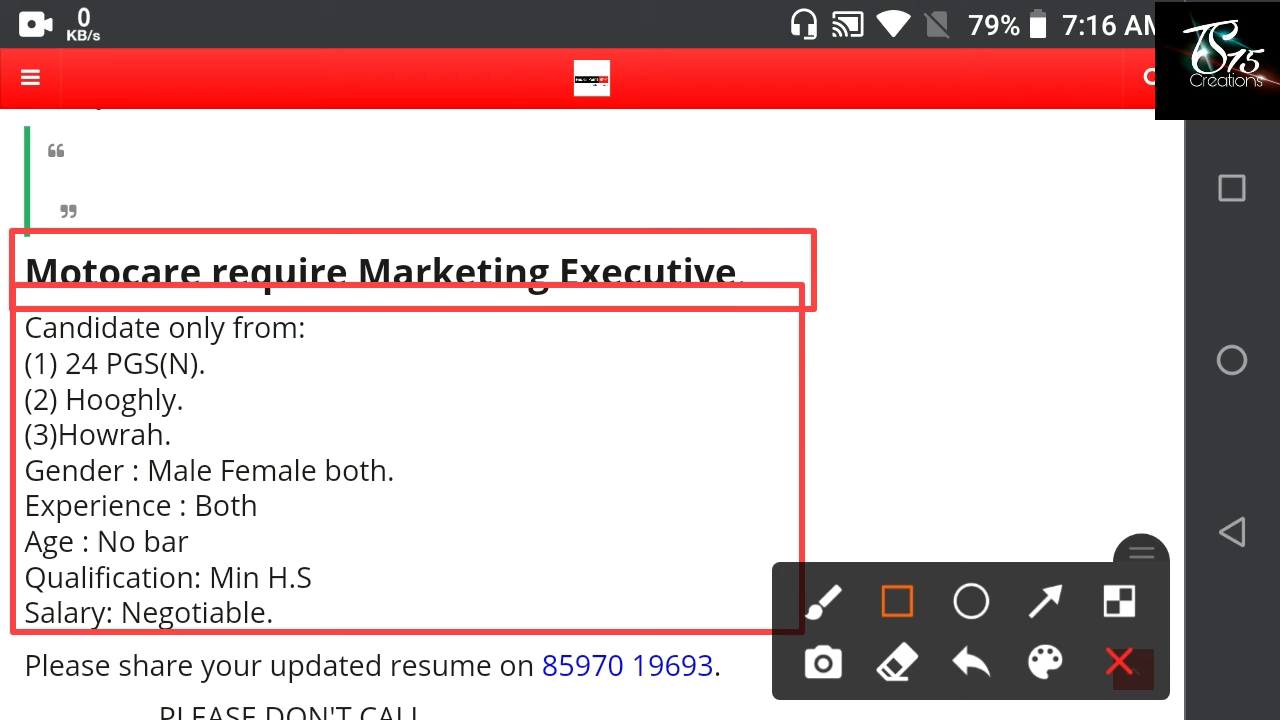 0
KB/s
79%
7:16 AM
TS15
Creations
Motocare require Marketing Executive.
Candidate only from:
(1) 24 PGS(N).
(2) Hooghly.
(3)Howrah.
Gender : Male Female both.
Experience : Both
Age : No bar
Qualification: Min H.S
Salary: Negotiable.
Please share your updated resume on 85970 19693.
PLEASE DON'T CALL